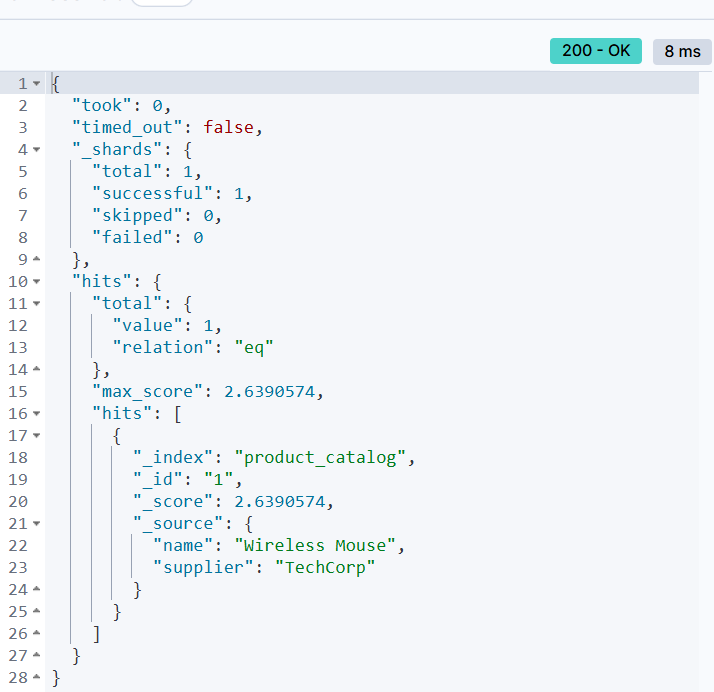 200 - OK 8 ms
1 {
2 "took": 0,
3 "timed_out": false,
4 "_shards": {
5 "total": 1,
6 "successful": 1,
7 "skipped": 0,
8 "failed": 0
9 },
10 "hits": {
11 "total": {
12 "value": 1,
13 "relation": "eq"
14 },
15 "max_score": 2.6390574,
16 "hits": [
17 {
18 "_index": "product_catalog",
19 "_id": "1",
20 "_score": 2.6390574,
21 "_source": {
22 "name": "Wireless Mouse",
23 "supplier": "TechCorp"
24 }
25 }
26 ]
27 }
28 }